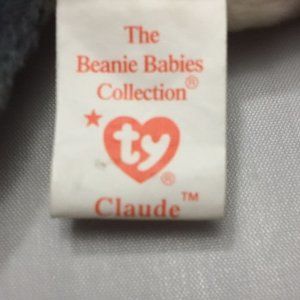 The
Beanie Babies
Collection®
ty
Claude™